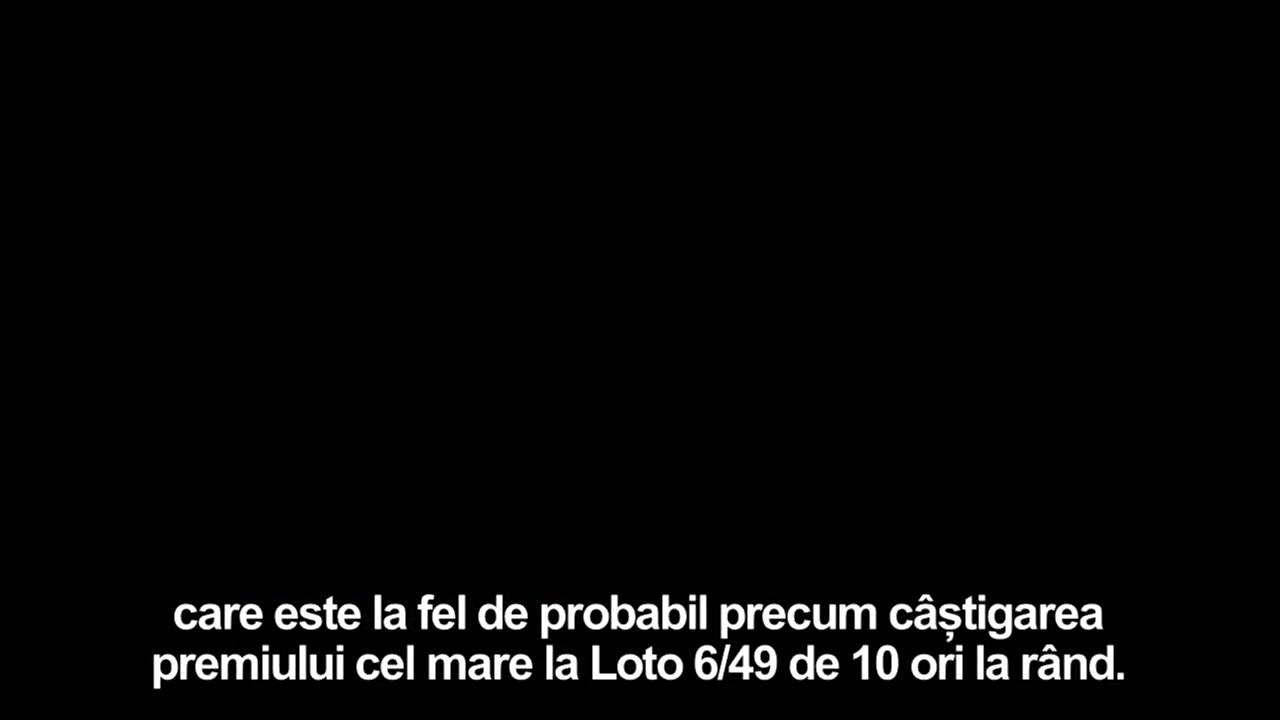 care este la fel de probabil precum câștigarea
premiului cel mare la Loto 6/49 de 10 ori la rând.